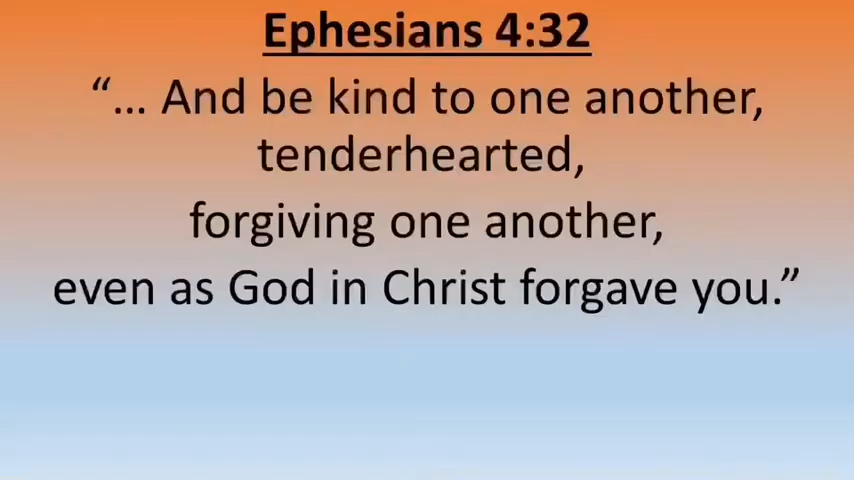 Ephesians 4:32
“... And be kind to one another,
tenderhearted,
forgiving one another,
even as God in Christ forgave you.”